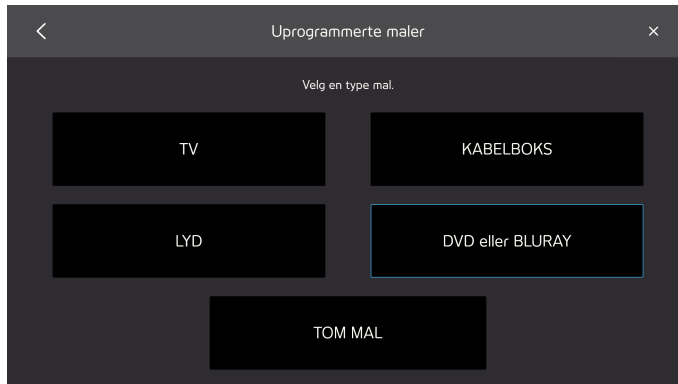 Uprogrammerte maler
Velg en type mal.
TV
KABELBOKS
LYD
DVD eller BLURAY
TOM MAL